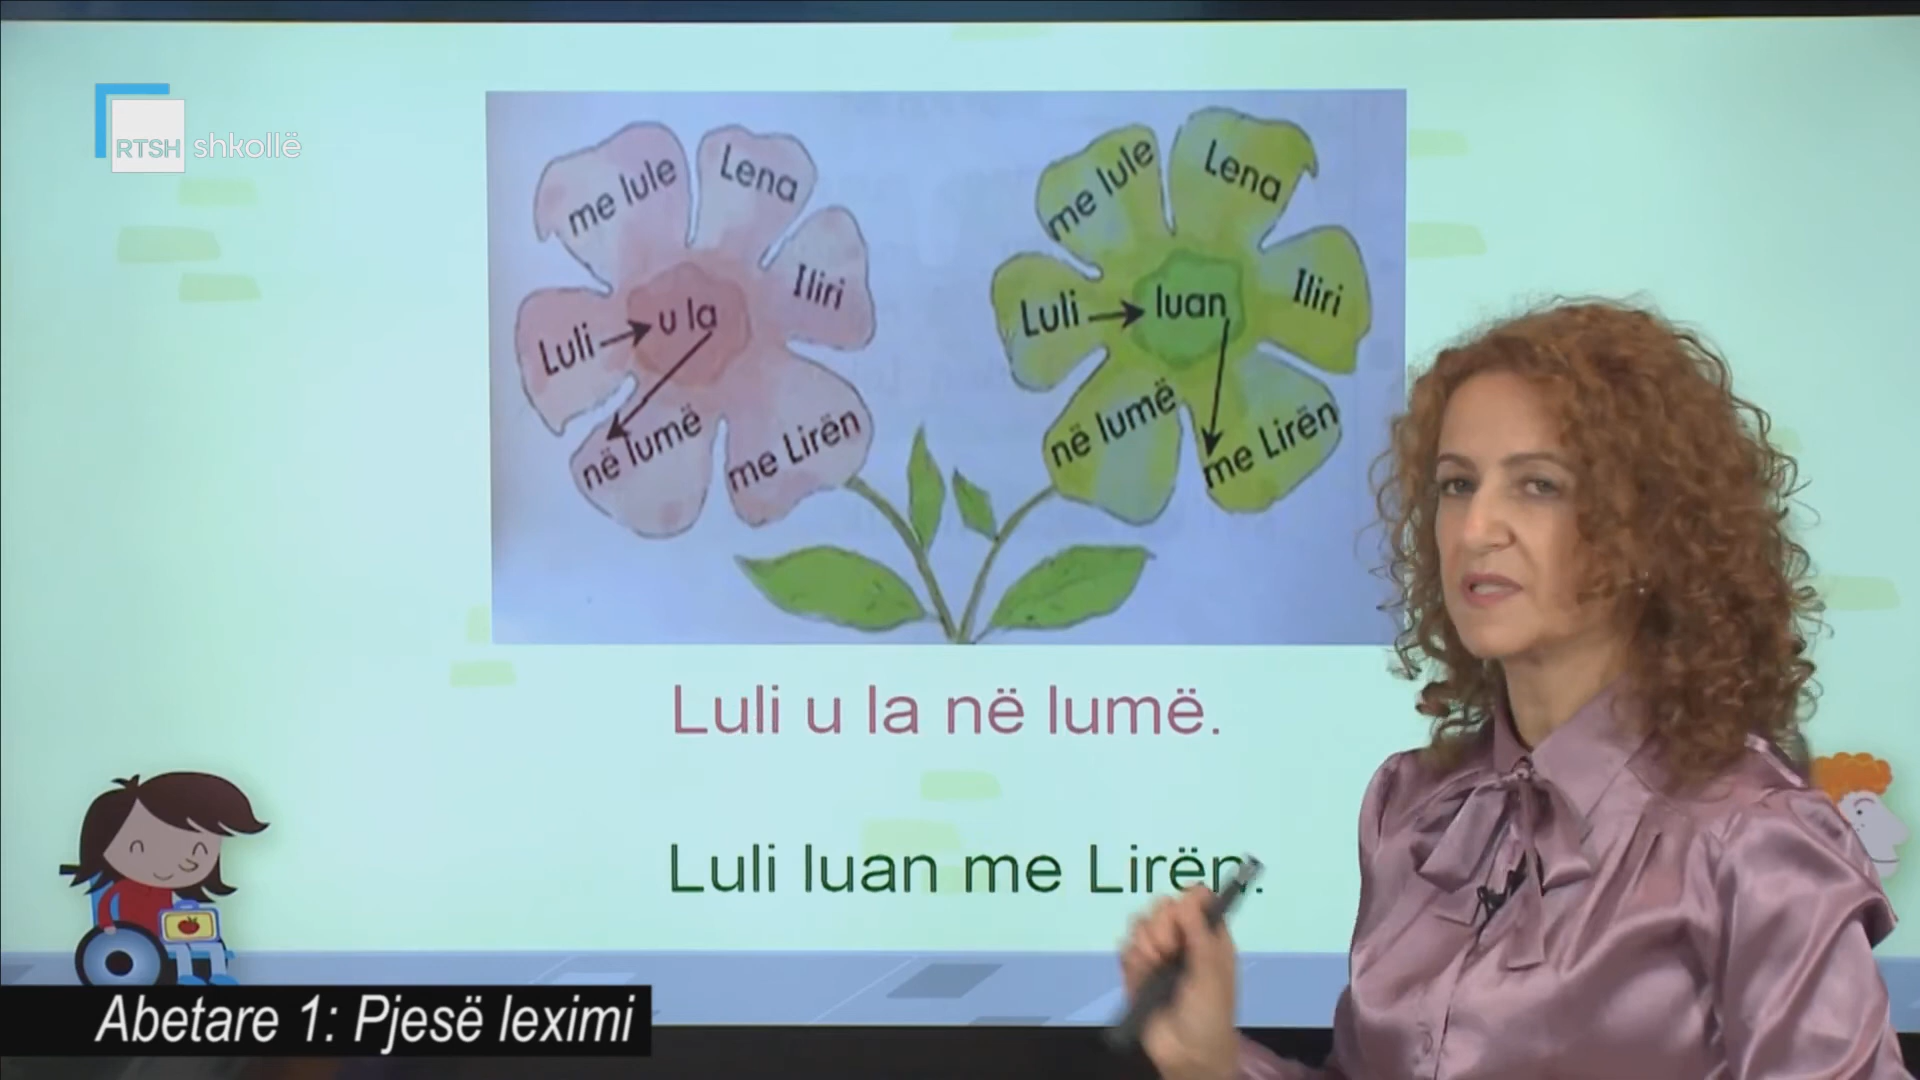 RTSH shkollë
me lule
Lena
Iliri
Luli
u la
në lumë
me Lirën
me lule
Lena
Iliri
Luli
luan
në lumë
me Lirën
Luli u la në lumë.
Luli luan me Lirën.
Abetare 1: Pjesë leximi